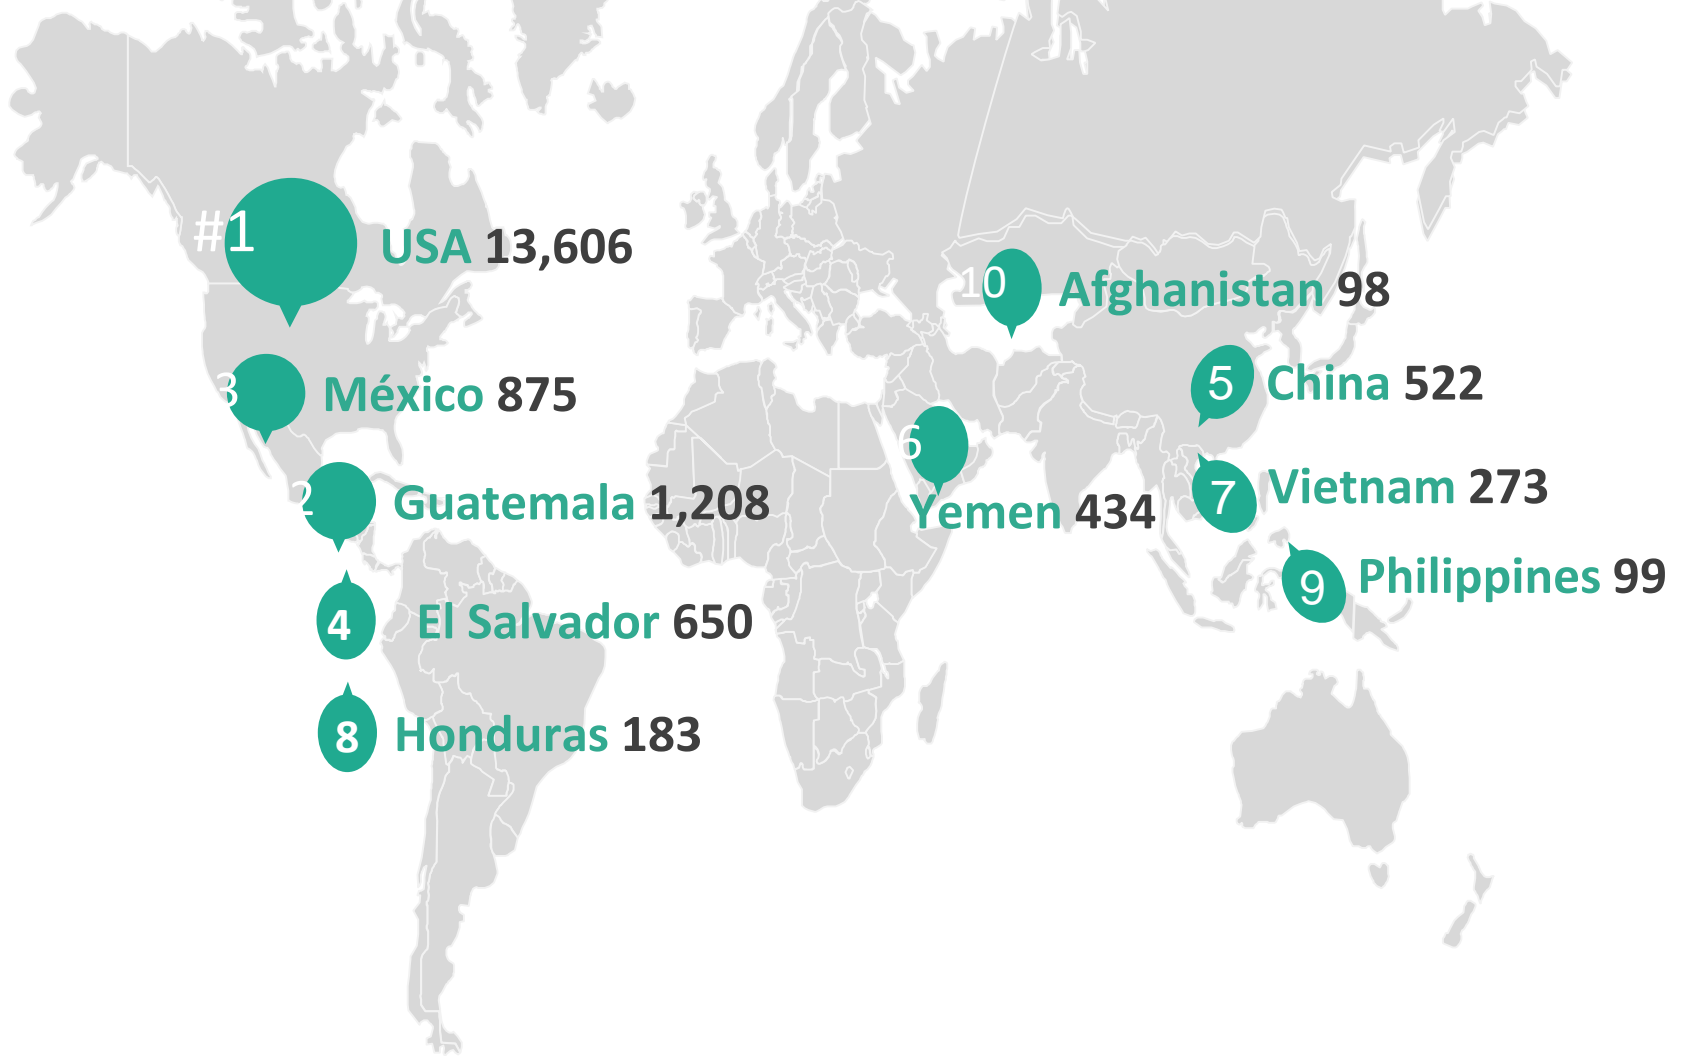 #1 USA 13,606
10 Afghanistan 98
5 China 522
3 México 875
6 Yemen 434
2 Guatemala 1,208
7 Vietnam 273
9 Philippines 99
4 El Salvador 650
8 Honduras 183